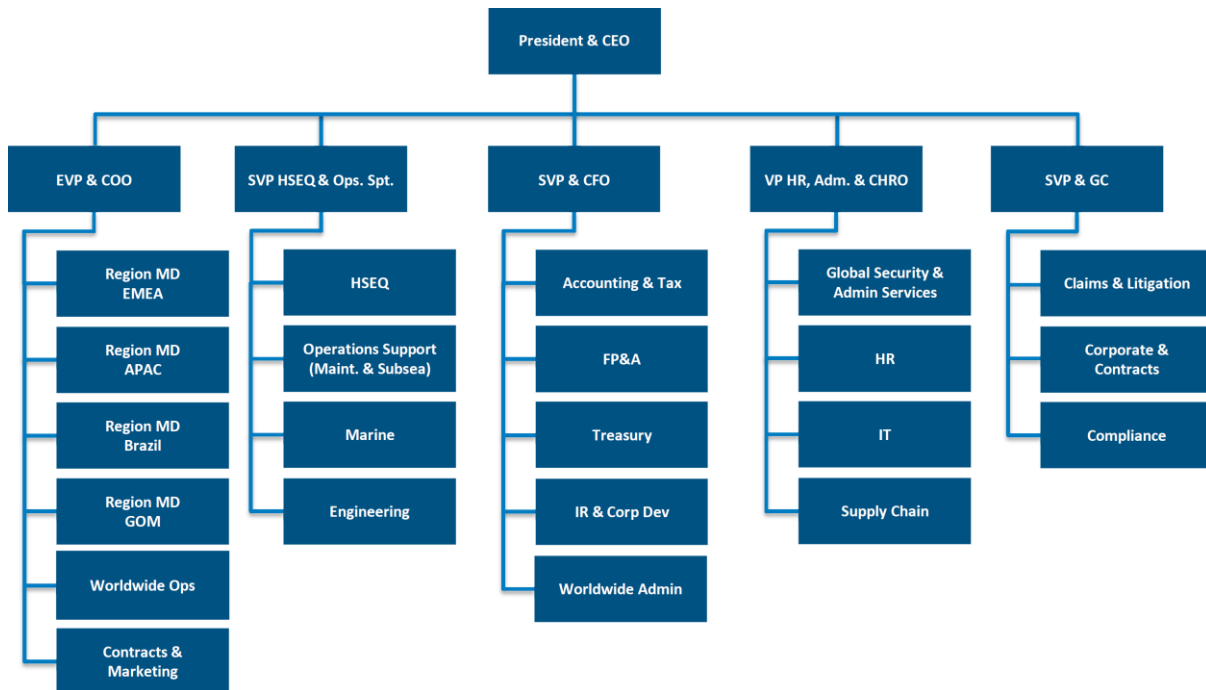 President & CEO
EVP & COO
SVP HSEQ & Ops. Spt.
SVP & CFO
VP HR, Adm. & CHRO
SVP & GC
Region MD
EMEA
Region MD
APAC
Region MD
Brazil
Region MD
GOM
Worldwide Ops
Contracts &
Marketing
HSEQ
Operations Support
(Maint. & Subsea)
Marine
Engineering
Accounting & Tax
FP&A
Treasury
IR & Corp Dev
Worldwide Admin
Global Security &
Admin Services
HR
IT
Supply Chain
Claims & Litigation
Corporate &
Contracts
Compliance